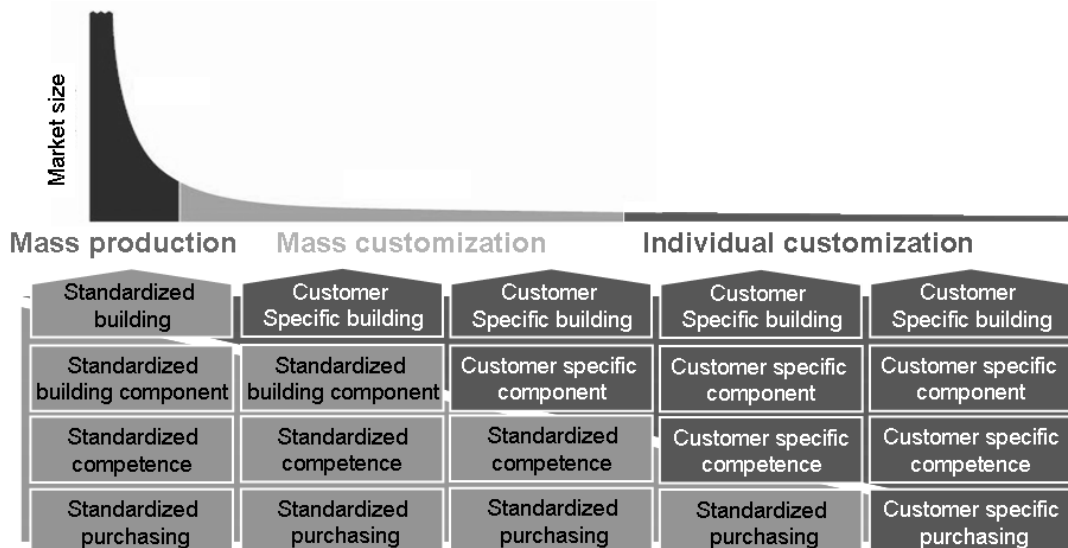 Market size
Mass production
Mass customization
Individual customization
Standardized
building
Customer
Specific building
Customer
Specific building
Customer
Specific building
Customer
Specific building
Standardized
building component
Standardized
building component
Customer specific
component
Customer specific
component
Customer specific
component
Standardized
competence
Standardized
competence
Standardized
competence
Customer specific
competence
Customer specific
competence
Standardized
purchasing
Standardized
purchasing
Standardized
purchasing
Standardized
purchasing
Customer specific
purchasing